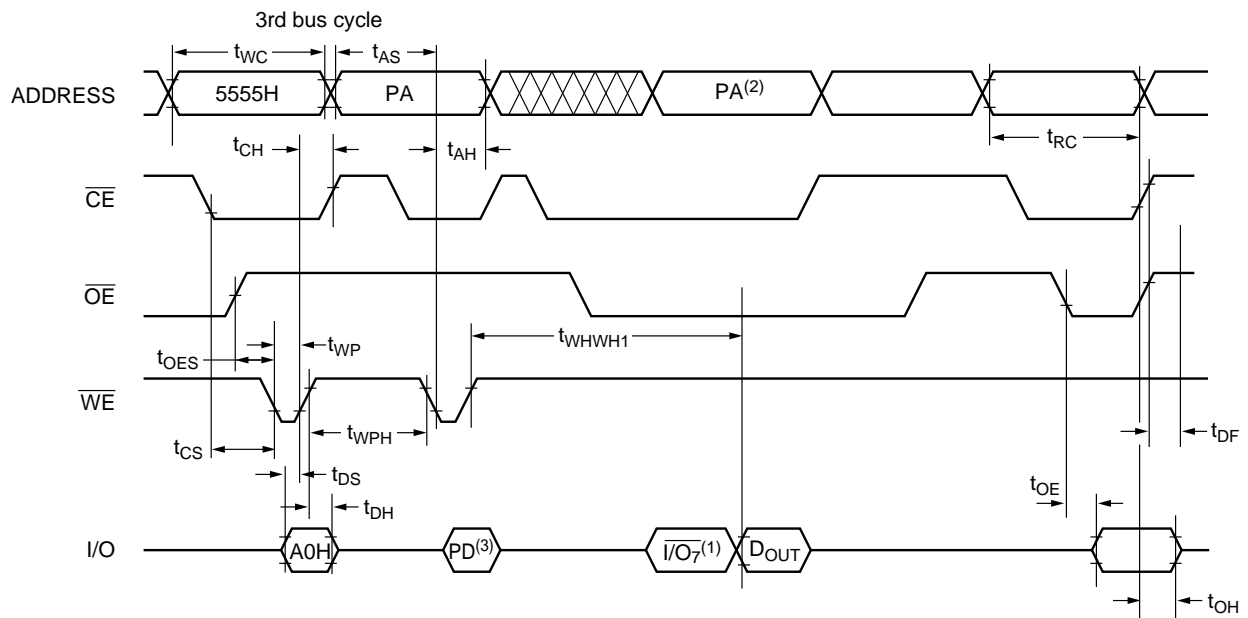 3rd bus cycle
tWC
tAS
ADDRESS
5555H
PA
PA(2)
tCH
tAH
tRC
CE
OE
tWHWH1
tWP
tOES
WE
tWPH
tCS
tDF
tDS
tOE
tDH
I/O
A0H
PD(3)
I/O7(1)
DOUT
tOH